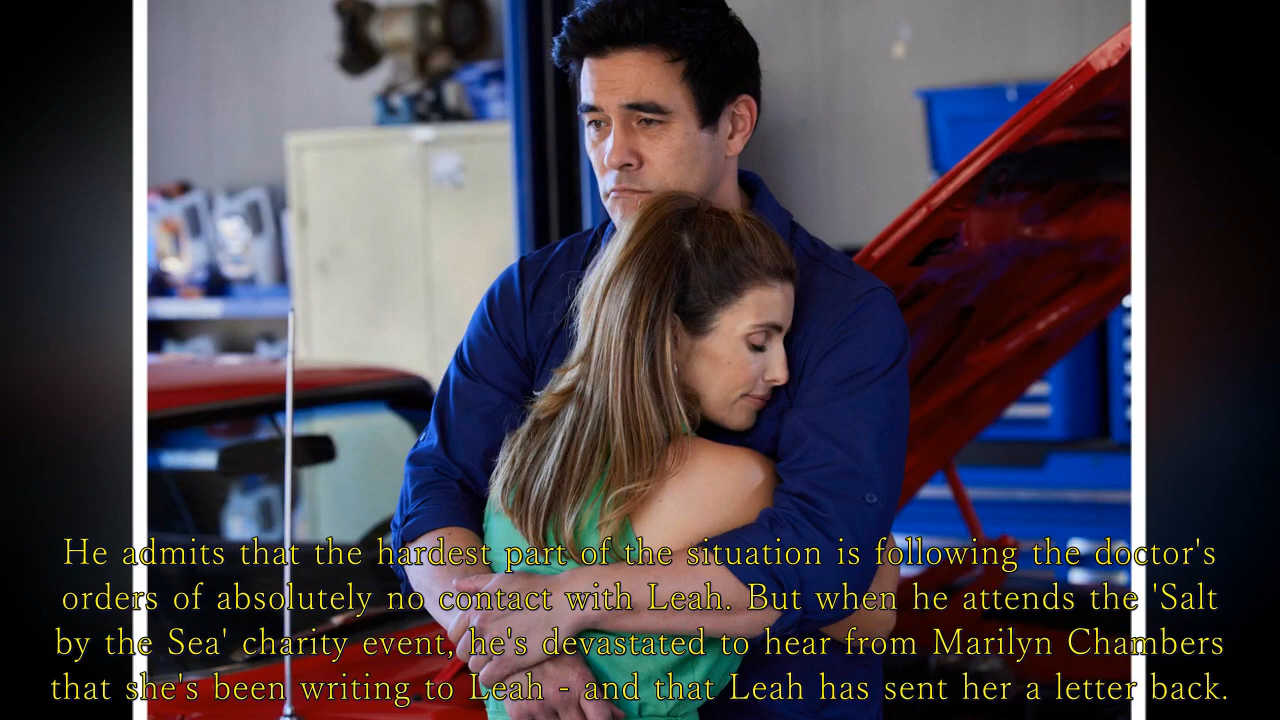 He admits that the hardest part of the situation is following the doctor's
orders of absolutely no contact with Leah. But when he attends the 'Salt
by the Sea' charity event, he's devastated to hear from Marilyn Chambers
that she's been writing to Leah - and that Leah has sent her a letter back.